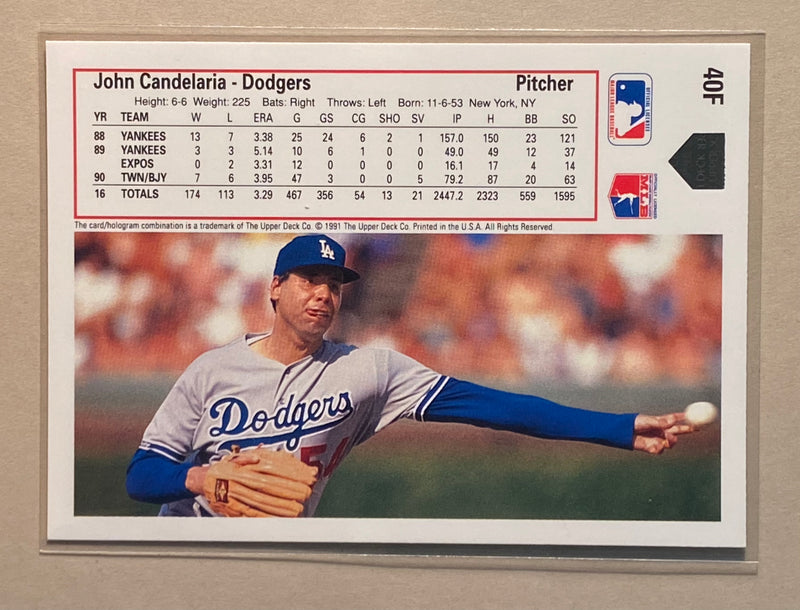 John Candelaria - Dodgers Pitcher
Height: 6-6 Weight: 225 Bats: Right Throws: Left Born: 11-6-53 New York, NY
YR TEAM W L ERA G GS CG SHO SV IP H BB SO
88 YANKEES 13 7 3.38 25 24 6 2 1 157.0 150 23 121
89 YANKEES 3 3 5.14 10 6 1 0 0 49.0 49 12 37
EXPOS 0 2 3.31 12 0 0 0 0 16.1 17 4 14
90 TWN/BJY 7 6 3.95 47 3 0 0 5 79.2 87 20 63
16 TOTALS 174 113 3.29 467 356 54 13 21 2447.2 2323 559 1595
The card/hologram combination is a trademark of The Upper Deck Co. © 1991 The Upper Deck Co. Printed in the U.S.A. All Rights Reserved.
40F
LA
Dodgers
54